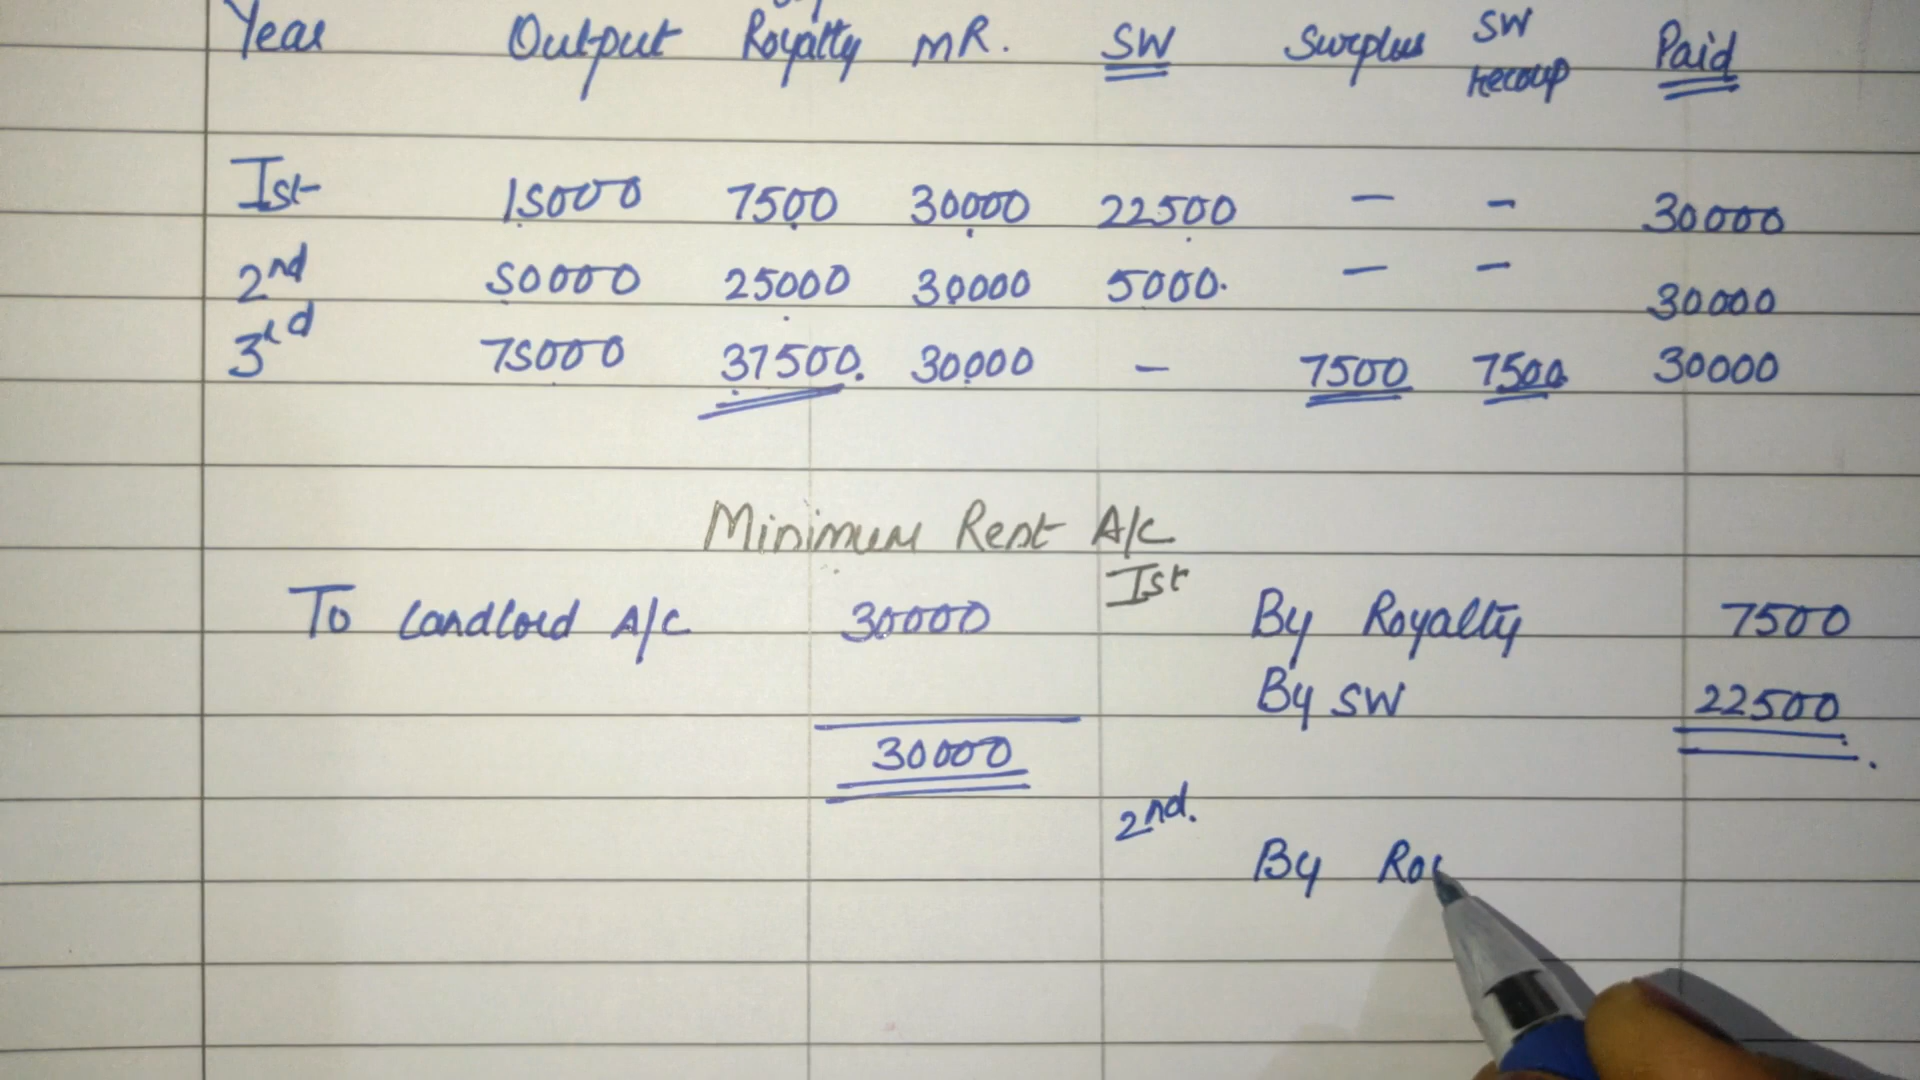 Year Output Royalty MR. SW Surplus SW recoup Paid
Ist 15000 7500 30000 22500 - - 30000
2nd 50000 25000 30000 5000. - - 30000
3rd 75000 37500. 30000 - 7500 7500 30000
Minimum Rent A/C
Ist
To Landlord A/C 30000 By Royalty 7500
By SW 22500
30000
2nd.
By Ro